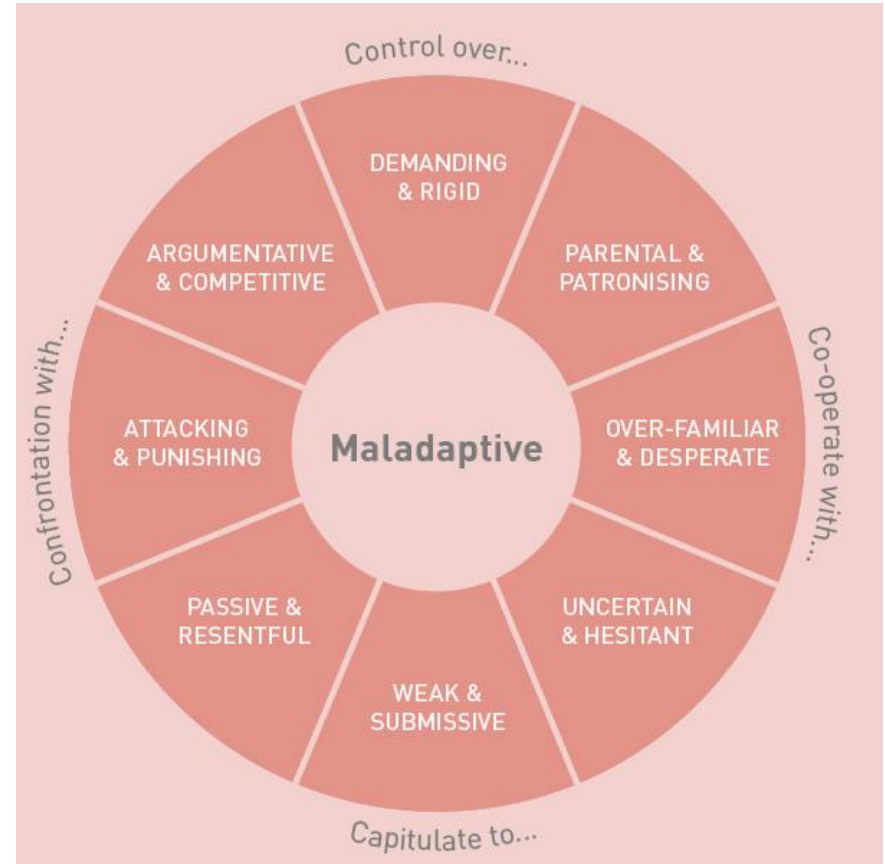 Control over...
DEMANDING
& RIGID
PARENTAL &
PATRONISING
Co-operate with...
OVER-FAMILIAR
& DESPERATE
UNCERTAIN
& HESITANT
WEAK &
SUBMISSIVE
Capitulate to...
PASSIVE &
RESENTFUL
Confrontation with...
ATTACKING
& PUNISHING
ARGUMENTATIVE
& COMPETITIVE
Maladaptive